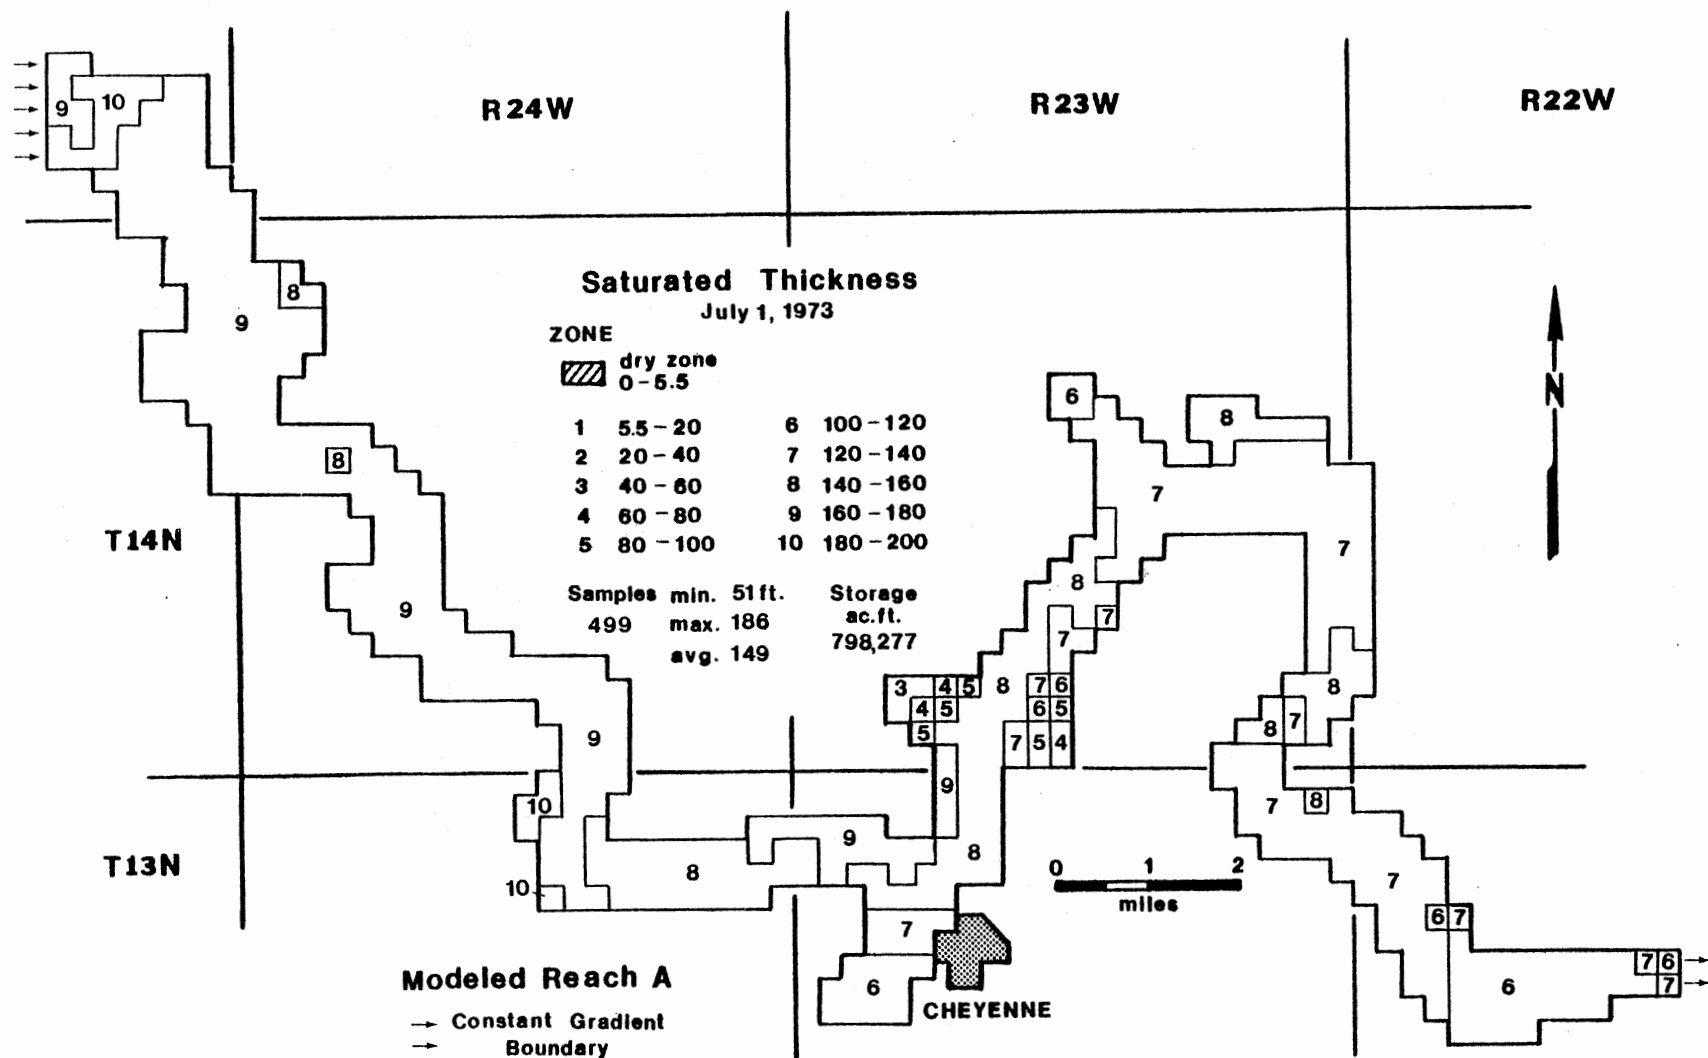 R24W
R23W
R22W
9
10
Saturated Thickness
July 1, 1973
ZONE
dry zone
0-5.5
1 5.5-20 6 100-120
2 20-40 7 120-140
3 40-60 8 140-160
4 60-80 9 160-180
5 80-100 10 180-200
Samples min. 51ft. Storage
499 max. 186 ac.ft.
avg. 149 798,277
N
8
9
8
6
8
7
7
T14N
9
8
7
7
3 4 5 8 7 6
4 5 6 5
5 7 5 4
8
8 7
9
10
9
7 8
T13N
9
8
8
10
0 1 2
miles
7
7
6 7
6
CHEYENNE
7 6
7
6
Modeled Reach A
→ Constant Gradient
→ Boundary